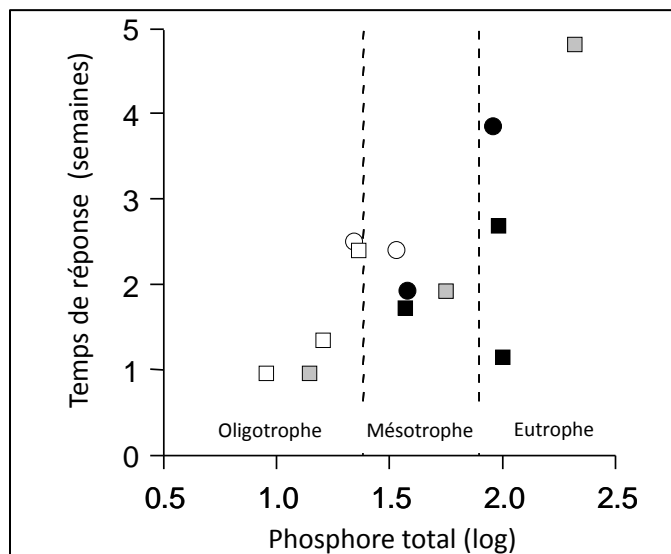 5
4
3
2
1
0
Temps de réponse (semaines)
Oligotrophe Mésotrophe Eutrophe
0.5 1.0 1.5 2.0 2.5
Phosphore total (log)